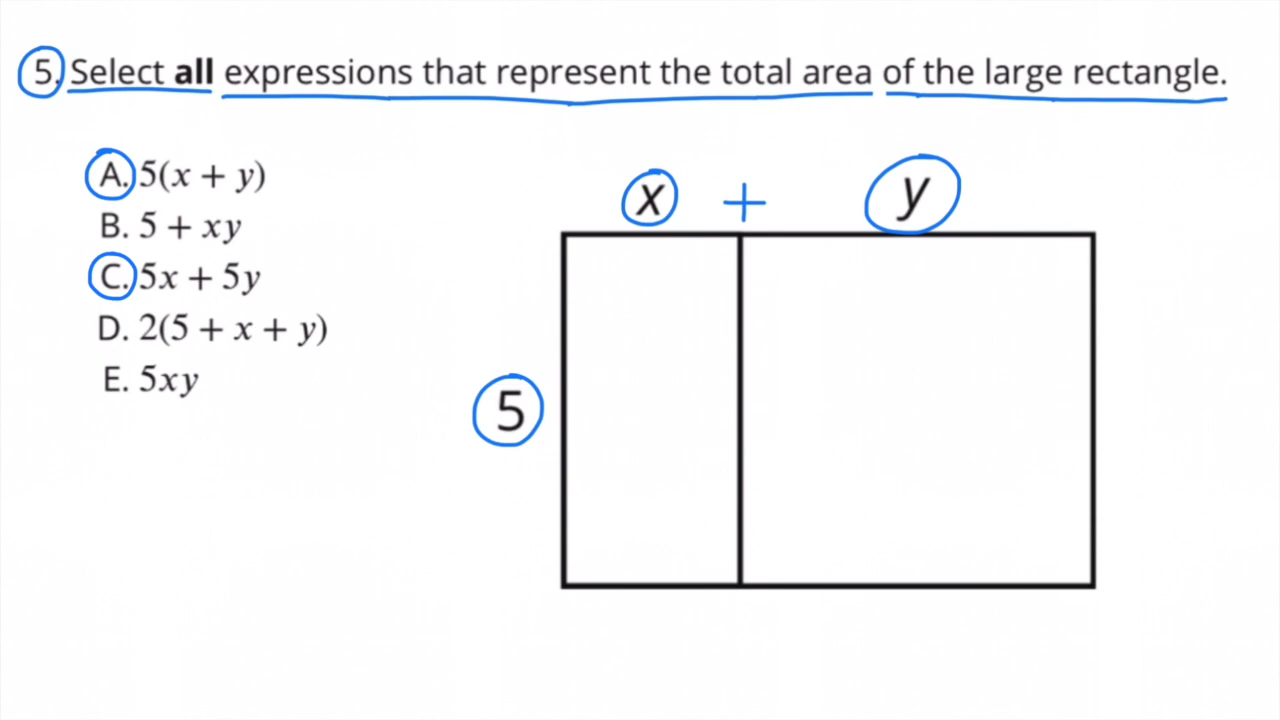 5. Select all expressions that represent the total area of the large rectangle.
A. 5(x + y)
B. 5 + xy
C. 5x + 5y
D. 2(5 + x + y)
E. 5xy
x + y
5